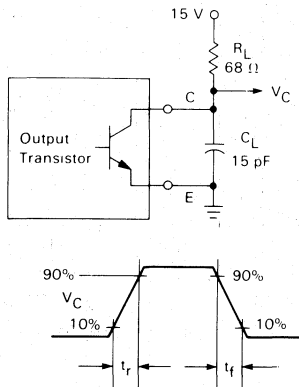 15 V
R_L
68 Ω
C
V_C
Output
Transistor
C_L
15 pF
E
90%
90%
V_C
10%
10%
t_r
t_f